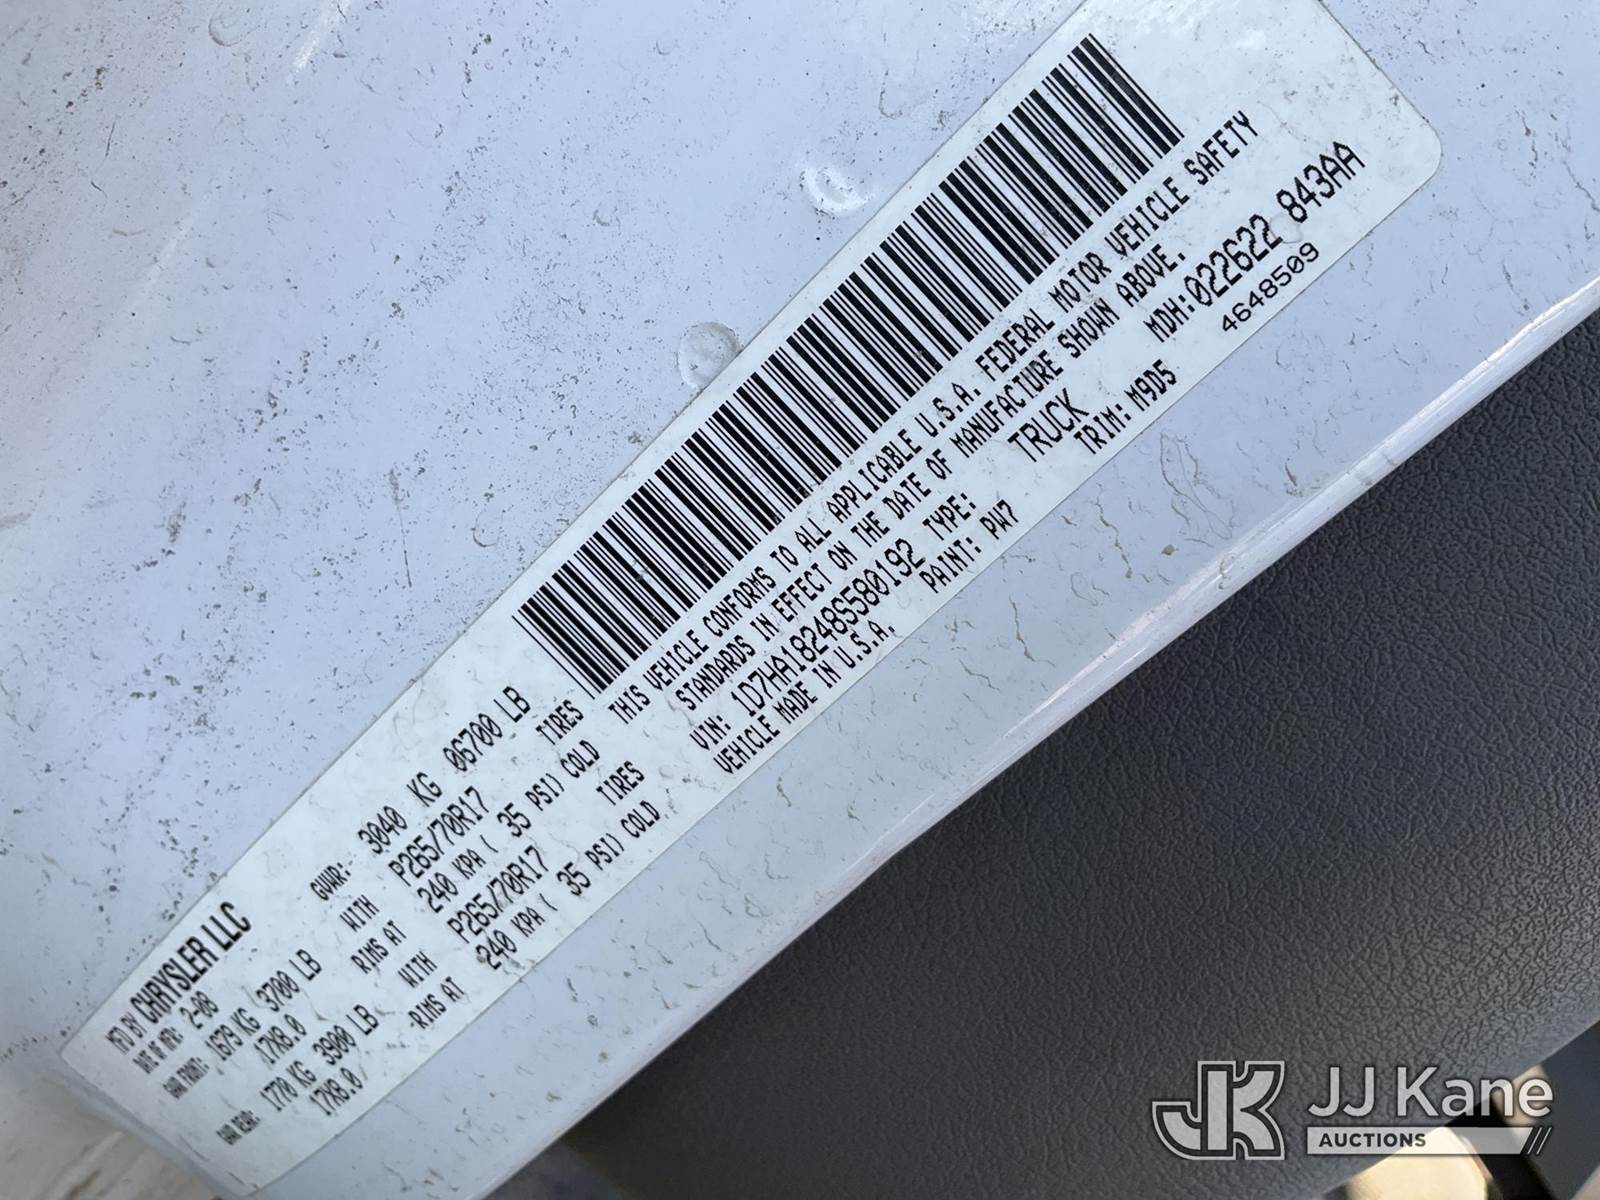 MFD BY CHRYSLER LLC
DATE OF MFR: 2-08 GVWR: 3040 KG 06700 LB
GAWR FRONT: 1679 KG 3700 LB WITH P265/70R17 TIRES
17X8.0 RIMS AT 240 KPA ( 35 PSI) COLD
GAWR REAR: 1770 KG 3900 LB WITH P265/70R17 TIRES
17X8.0 RIMS AT 240 KPA ( 35 PSI) COLD
THIS VEHICLE CONFORMS TO ALL APPLICABLE U.S.A. FEDERAL MOTOR VEHICLE SAFETY
STANDARDS IN EFFECT ON THE DATE OF MANUFACTURE SHOWN ABOVE.
VIN: 1D7HA18248S580192 TYPE: TRUCK MDH: 022622 843AA
VEHICLE MADE IN U.S.A. PAINT: PW7 TRIM: M9D5 4648509
JK JJ Kane
AUCTIONS